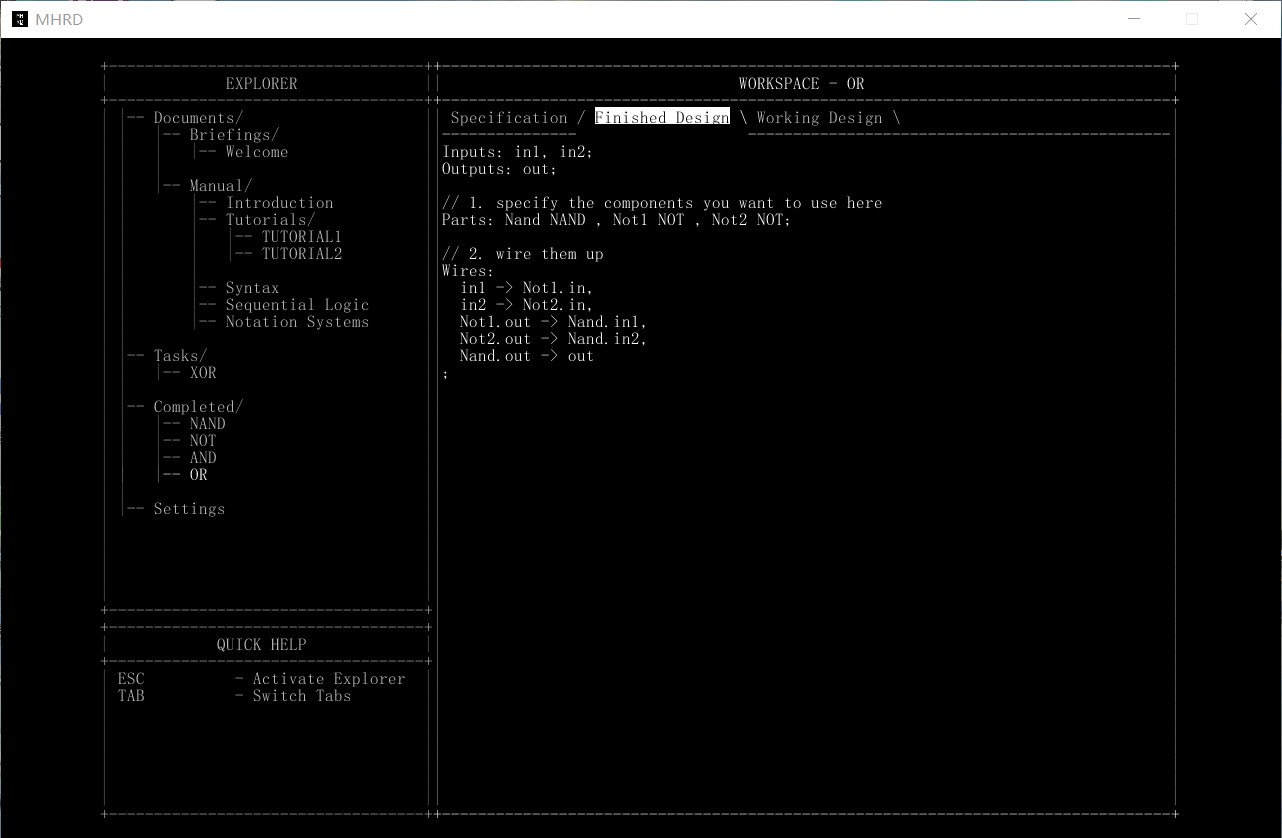 MHRD
EXPLORER
-- Documents/
-- Briefings/
-- Welcome
-- Manual/
-- Introduction
-- Tutorials/
-- TUTORIAL1
-- TUTORIAL2
-- Syntax
-- Sequential Logic
-- Notation Systems
-- Tasks/
-- XOR
-- Completed/
-- NAND
-- NOT
-- AND
-- OR
-- Settings
QUICK HELP
ESC - Activate Explorer
TAB - Switch Tabs
WORKSPACE - OR
Specification / Finished Design \ Working Design \
Inputs: in1, in2;
Outputs: out;
// 1. specify the components you want to use here
Parts: Nand NAND , Not1 NOT , Not2 NOT;
// 2. wire them up
Wires:
in1 -> Not1.in,
in2 -> Not2.in,
Not1.out -> Nand.in1,
Not2.out -> Nand.in2,
Nand.out -> out
;